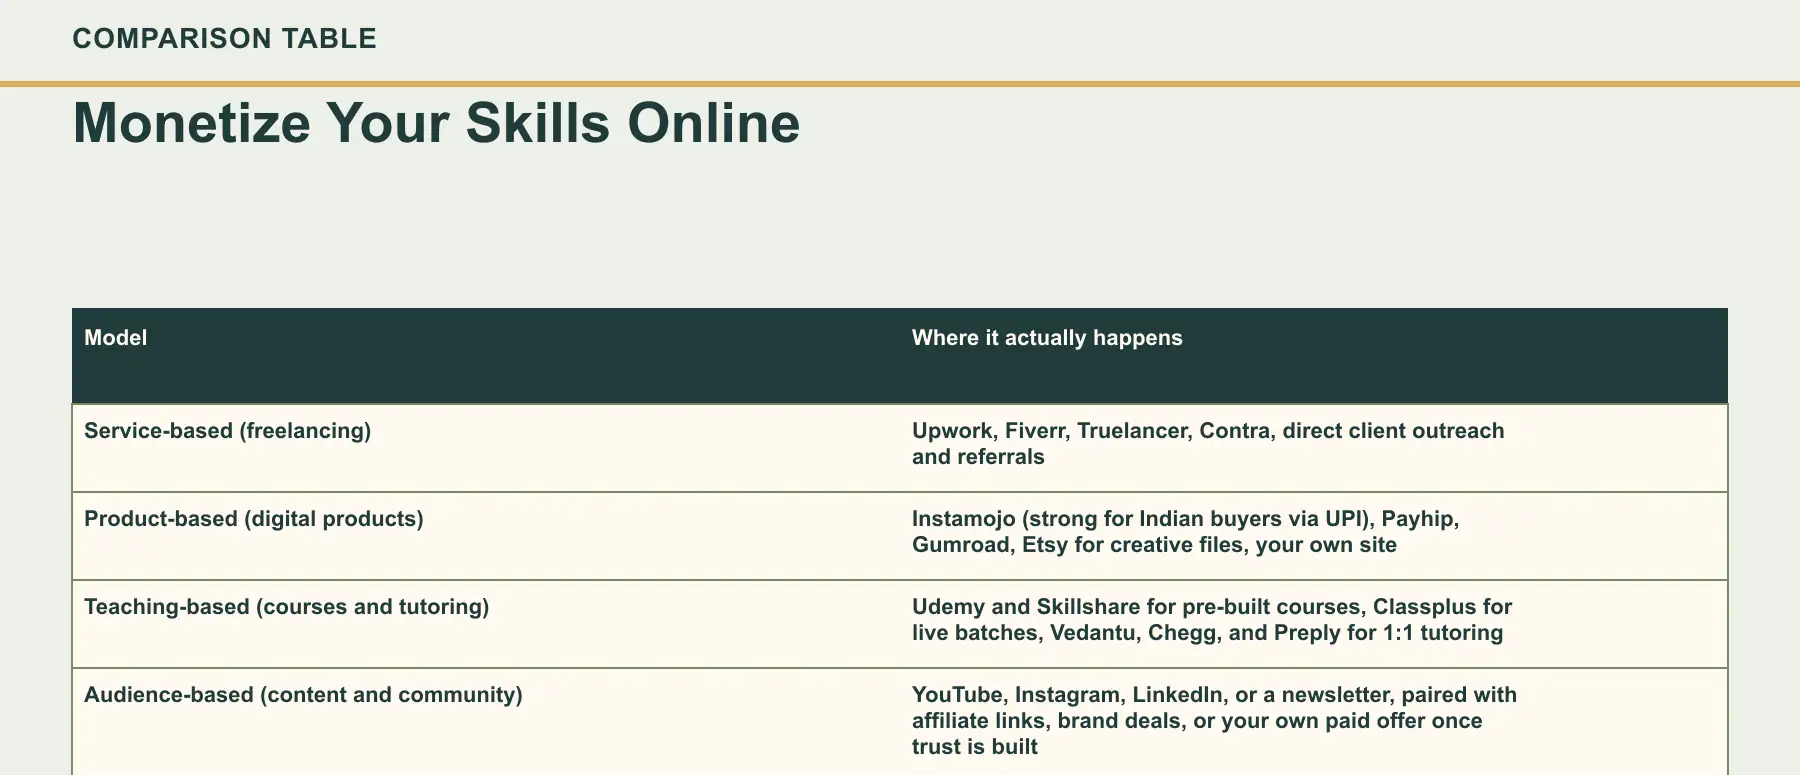 COMPARISON TABLE
Monetize Your Skills Online
Model
Where it actually happens
Service-based (freelancing)
Upwork, Fiverr, Truelancer, Contra, direct client outreach
and referrals
Product-based (digital products)
Instamojo (strong for Indian buyers via UPI), Payhip,
Gumroad, Etsy for creative files, your own site
Teaching-based (courses and tutoring)
Udemy and Skillshare for pre-built courses, Classplus for
live batches, Vedantu, Chegg, and Preply for 1:1 tutoring
Audience-based (content and community)
YouTube, Instagram, LinkedIn, or a newsletter, paired with
affiliate links, brand deals, or your own paid offer once
trust is built